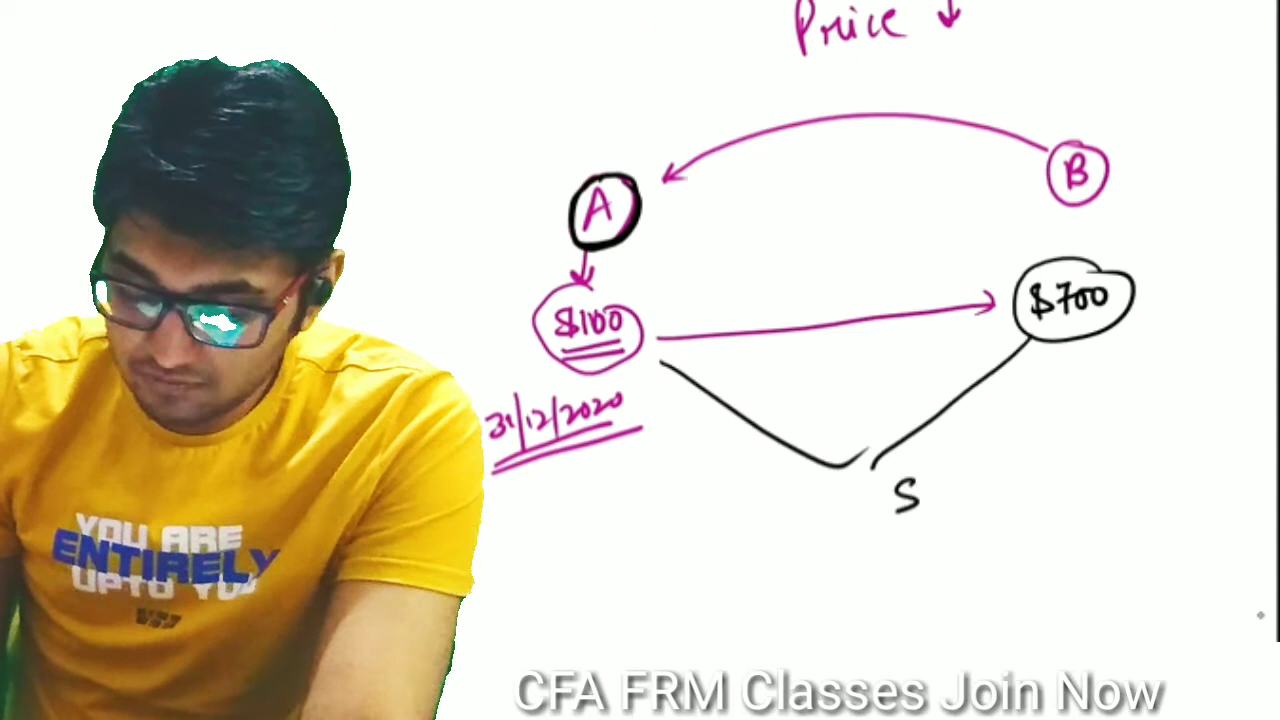 Price ↓
B
A
$100
$700
31/12/2020
S
YOU ARE
ENTIRELY
UPTO YOU
CFA FRM Classes Join Now